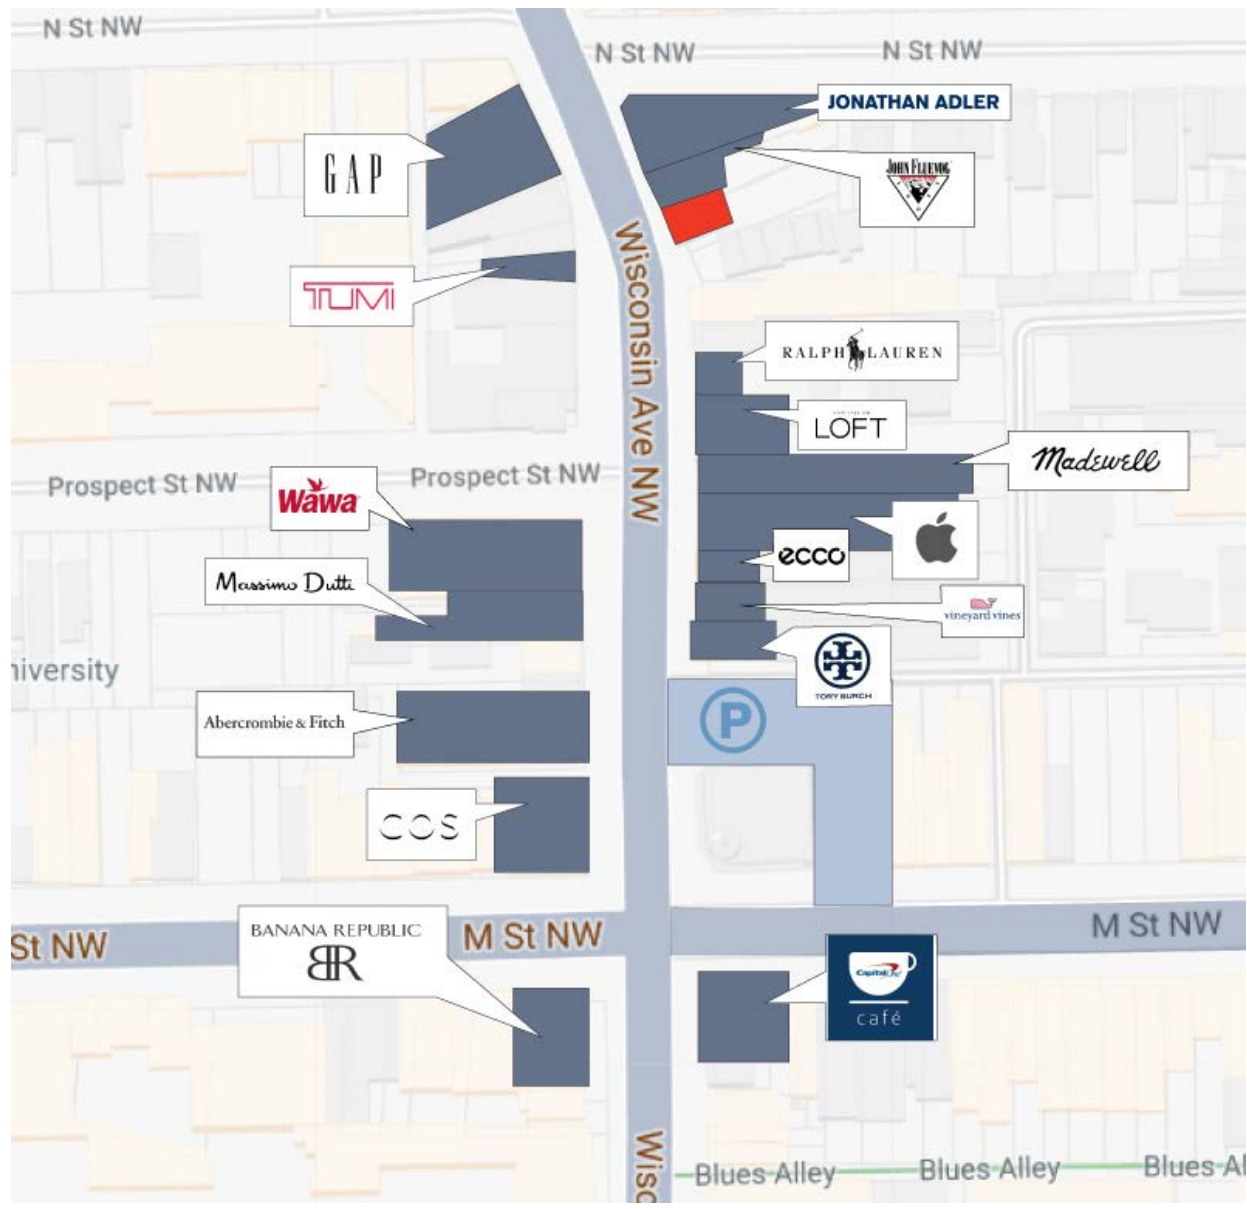 N St NW
N St NW
N St NW
JONATHAN ADLER
GAP
JOHN FLUEVOG
TUMI
Wisconsin Ave NW
RALPH LAUREN
LOFT
Madewell
Prospect St NW
Prospect St NW
Wawa
ecco
Massimo Dutti
vineyard vines
niversity
TORY BURCH
Abercrombie & Fitch
P
COS
St NW
BANANA REPUBLIC
BR
M St NW
M St NW
Capital One
café
Wisc
Blues Alley
Blues Alley
Blues Al